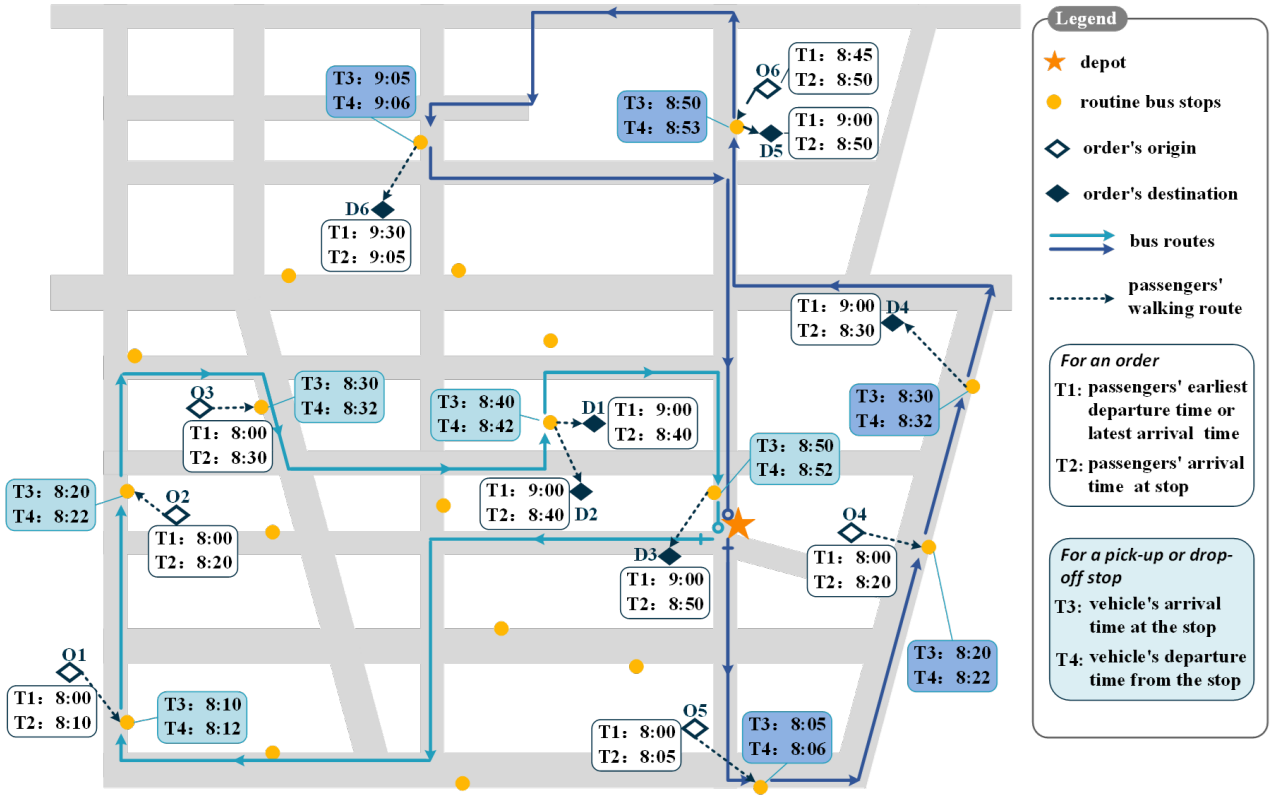 Legend
depot
routine bus stops
order's origin
order's destination
bus routes
passengers'
walking route
For an order
T1: passengers' earliest
departure time or
latest arrival time
T2: passengers' arrival
time at stop
For a pick-up or drop-
off stop
T3: vehicle's arrival
time at the stop
T4: vehicle's departure
time from the stop
T3: 9:05
T4: 9:06
T3: 8:50
T4: 8:53
O6
T1: 8:45
T2: 8:50
D5
T1: 9:00
T2: 8:50
D6
T1: 9:30
T2: 9:05
T1: 9:00
T2: 8:30
D4
O3
T1: 8:00
T2: 8:30
T3: 8:30
T4: 8:32
T3: 8:40
T4: 8:42
D1
T1: 9:00
T2: 8:40
T3: 8:30
T4: 8:32
T3: 8:50
T4: 8:52
T3: 8:20
T4: 8:22
O2
T1: 8:00
T2: 8:20
T1: 9:00
T2: 8:40
D2
O4
T1: 8:00
T2: 8:20
D3
T1: 9:00
T2: 8:50
O1
T1: 8:00
T2: 8:10
T3: 8:10
T4: 8:12
T3: 8:20
T4: 8:22
O5
T1: 8:00
T2: 8:05
T3: 8:05
T4: 8:06